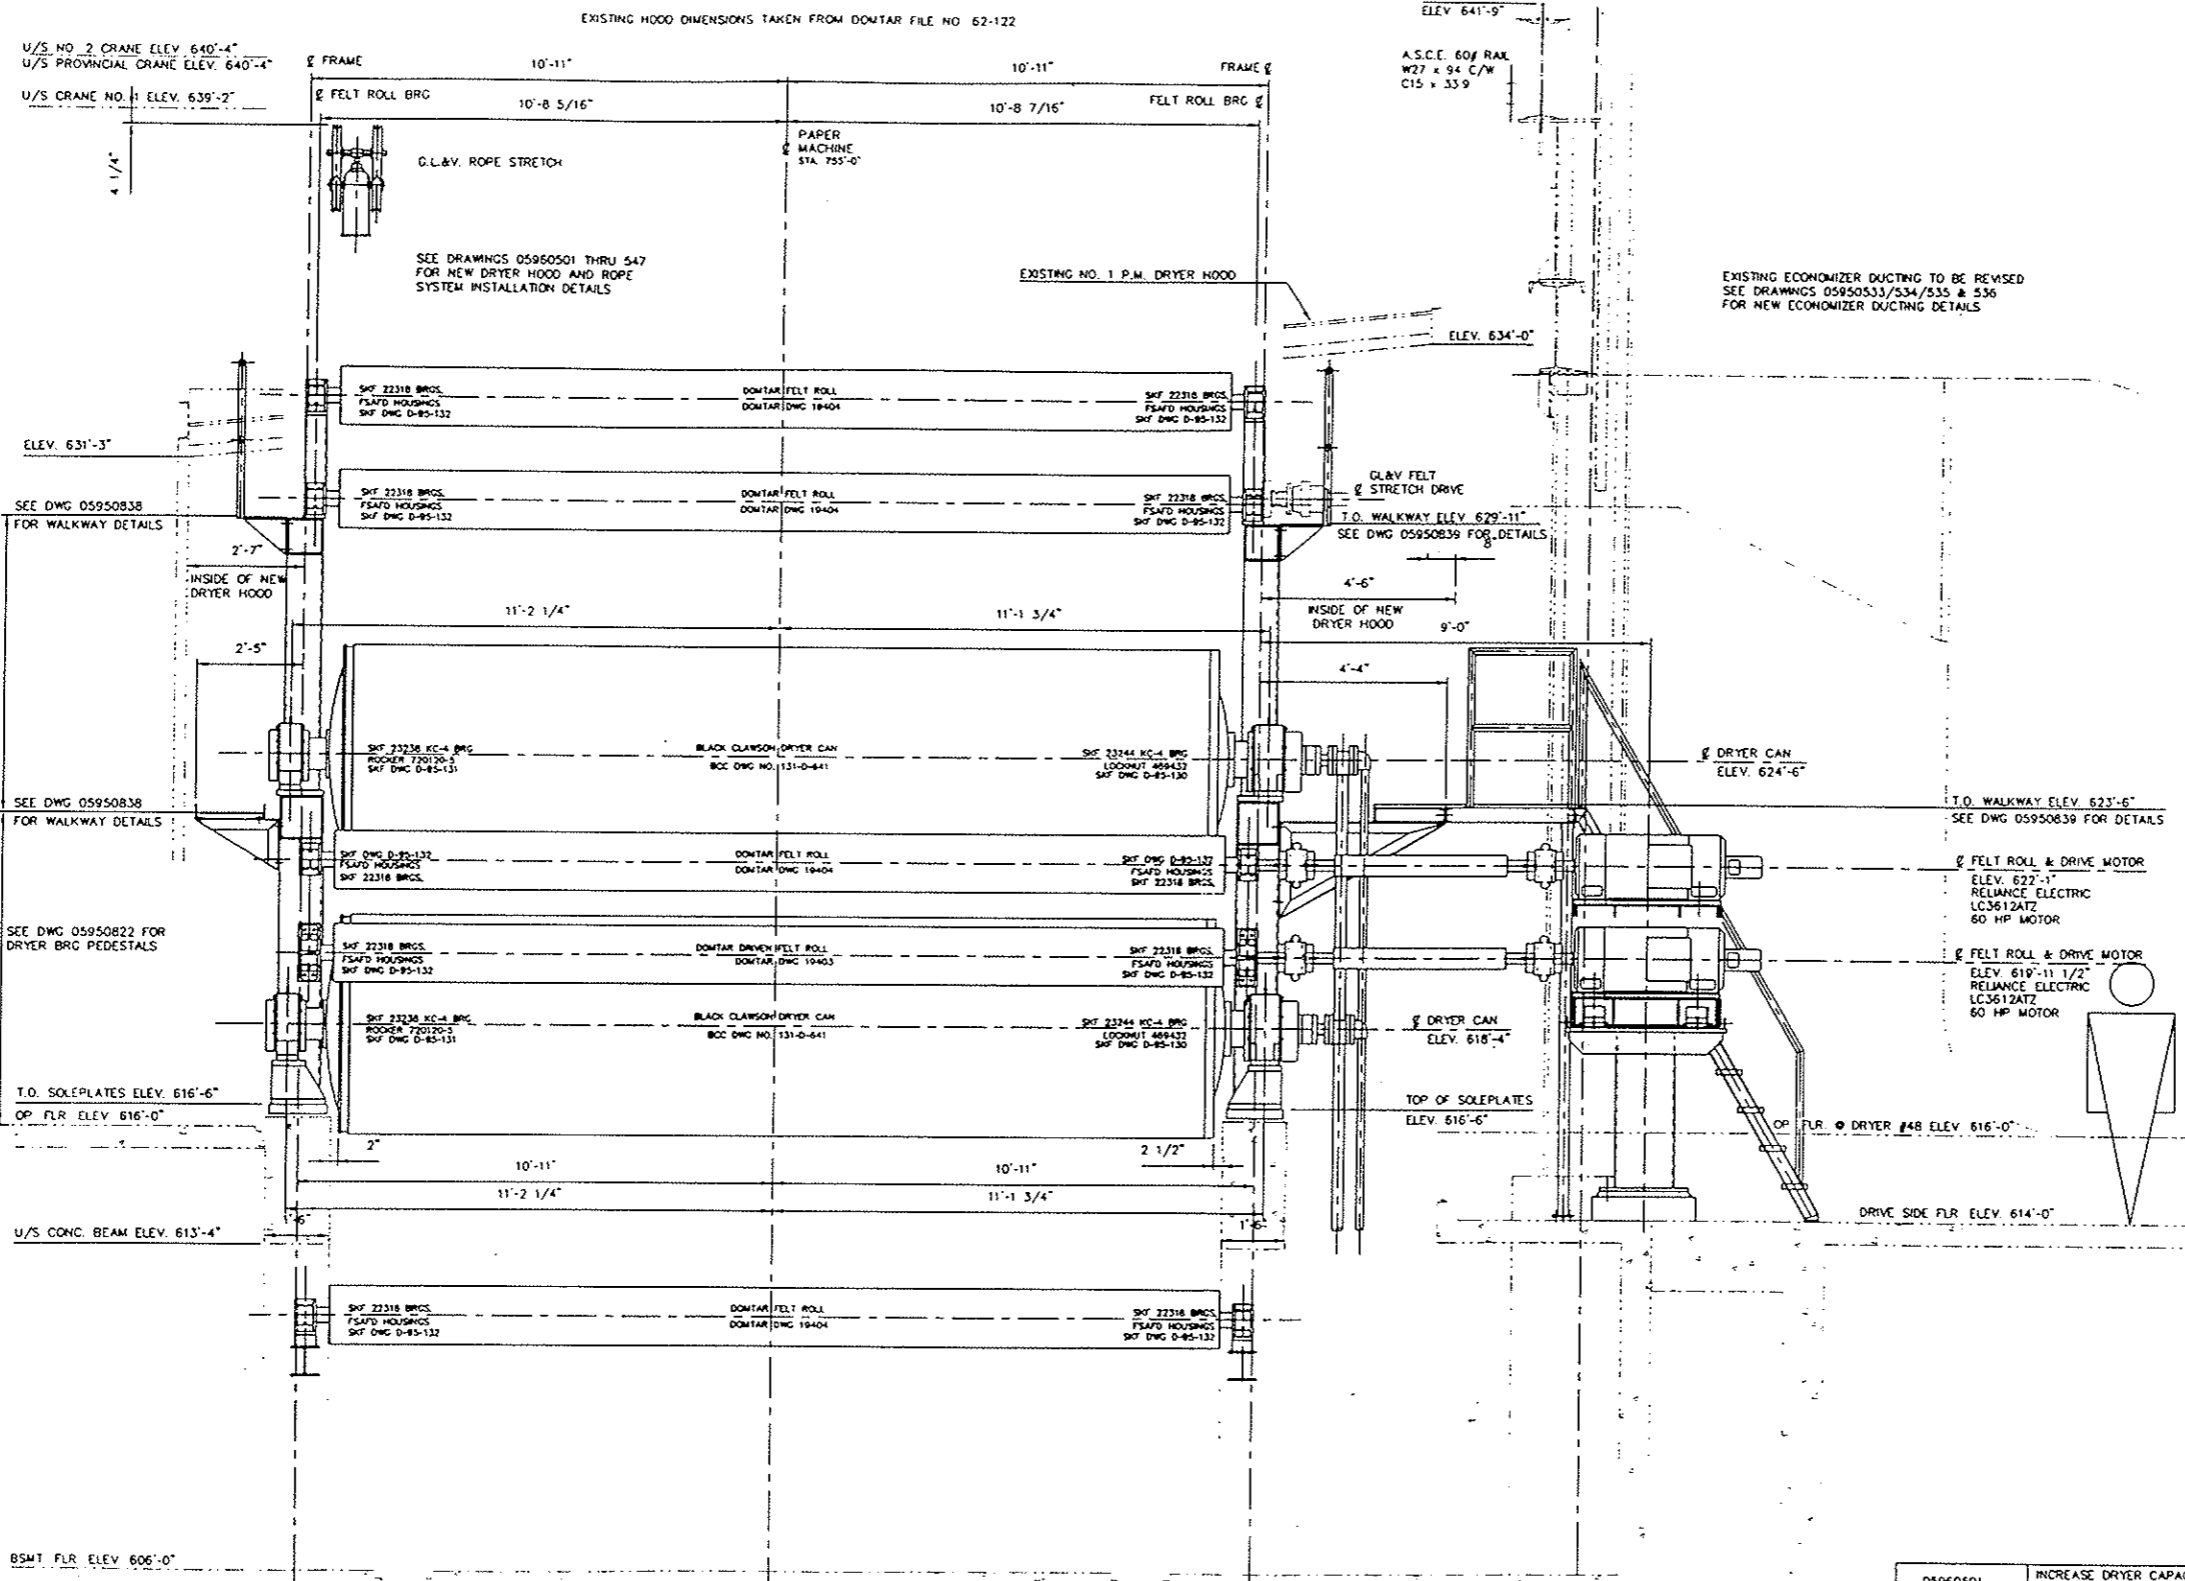 EXISTING HOOD DIMENSIONS TAKEN FROM DOMTAR FILE NO 62-122
ELEV 641'-9"
U/S NO 2 CRANE ELEV 640'-4"
U/S PROVINCIAL CRANE ELEV. 640'-4"
U/S CRANE NO. 1 ELEV. 639'-2"
℄ FRAME
10'-11"
10'-11"
FRAME ℄
A.S.C.E. 60# RAIL
W27 x 94 C/W
C15 x 33.9
℄ FELT ROLL BRG
10'-8 5/16"
10'-8 7/16"
FELT ROLL BRG ℄
4 1/4"
G.L.&V. ROPE STRETCH
PAPER
℄ MACHINE
STA. 755'-0"
SEE DRAWINGS 05960501 THRU 547
FOR NEW DRYER HOOD AND ROPE
SYSTEM INSTALLATION DETAILS
EXISTING NO. 1 P.M. DRYER HOOD
EXISTING ECONOMIZER DUCTING TO BE REVISED
SEE DRAWINGS 05950533/534/535 & 536
FOR NEW ECONOMIZER DUCTING DETAILS
ELEV. 634'-0"
SKF 22318 BRGS.
FSAFD HOUSINGS
SKF DWG D-85-132
DOMTAR FELT ROLL
DOMTAR DWG 19404
SKF 22318 BRGS.
FSAFD HOUSINGS
SKF DWG D-85-132
ELEV. 631'-3"
SEE DWG 05950838
FOR WALKWAY DETAILS
SKF 22318 BRGS.
FSAFD HOUSINGS
SKF DWG D-85-132
DOMTAR FELT ROLL
DOMTAR DWG 19404
SKF 22318 BRGS.
FSAFD HOUSINGS
SKF DWG D-85-132
GL&V FELT
℄ STRETCH DRIVE
T.O. WALKWAY ELEV 629'-11"
SEE DWG 05950839 FOR DETAILS
8"
2'-7"
INSIDE OF NEW
DRYER HOOD
4'-6"
INSIDE OF NEW
DRYER HOOD
11'-2 1/4"
11'-1 3/4"
9'-0"
2'-5"
4'-4"
SKF 23238 KC-4 BRG
ROCKER 720120-5
SKF DWG D-85-131
BLACK CLAWSON DRYER CAN
BCC DWG NO. 131-D-641
SKF 23244 KC-4 BRG
LOCKNUT 469432
SKF DWG D-85-130
℄ DRYER CAN
ELEV. 624'-6"
SEE DWG 05950838
FOR WALKWAY DETAILS
T.O. WALKWAY ELEV. 623'-6"
SEE DWG 05950839 FOR DETAILS
SKF DWG D-85-132
FSAFD HOUSINGS
SKF 22318 BRGS.
DOMTAR FELT ROLL
DOMTAR DWG 19404
SKF DWG D-85-132
FSAFD HOUSINGS
SKF 22318 BRGS.
℄ FELT ROLL & DRIVE MOTOR
ELEV. 622'-1"
RELIANCE ELECTRIC
LC3612ATZ
60 HP MOTOR
SEE DWG 05950822 FOR
DRYER BRG PEDESTALS
SKF 22318 BRGS.
FSAFD HOUSINGS
SKF DWG D-85-132
DOMTAR DRIVEN FELT ROLL
DOMTAR DWG 19403
SKF 22318 BRGS.
FSAFD HOUSINGS
SKF DWG D-85-132
℄ FELT ROLL & DRIVE MOTOR
ELEV. 619'-11 1/2"
RELIANCE ELECTRIC
LC3612ATZ
60 HP MOTOR
SKF 23238 KC-4 BRG
ROCKER 720120-5
SKF DWG D-85-131
BLACK CLAWSON DRYER CAN
BCC DWG NO. 131-D-641
SKF 23244 KC-4 BRG
LOCKNUT 469432
SKF DWG D-85-130
℄ DRYER CAN
ELEV. 618'-4"
T.O. SOLEPLATES ELEV. 616'-6"
OP FLR ELEV 616'-0"
TOP OF SOLEPLATES
ELEV. 616'-6"
OP FLR. @ DRYER #48 ELEV 616'-0"
2"
2 1/2"
10'-11"
10'-11"
11'-2 1/4"
11'-1 3/4"
1'-6"
1'-6"
U/S CONC. BEAM ELEV. 613'-4"
DRIVE SIDE FLR ELEV. 614'-0"
SKF 22318 BRGS.
FSAFD HOUSINGS
SKF DWG D-85-132
DOMTAR FELT ROLL
DOMTAR DWG 19404
SKF 22318 BRGS.
FSAFD HOUSINGS
SKF DWG D-85-132
BSMT FLR ELEV 606'-0"
INCREASE DRYER